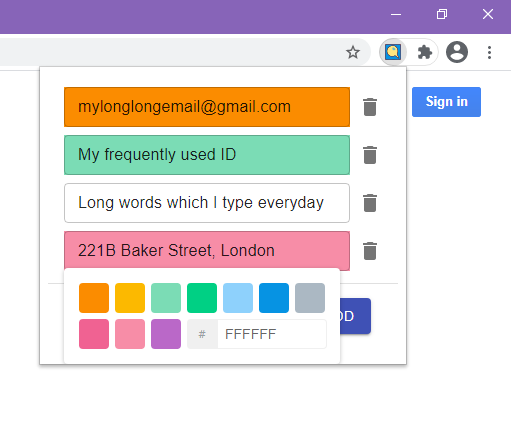 Sign in
mylonglongemail@gmail.com
My frequently used ID
Long words which I type everyday
221B Baker Street, London
# FFFFFF